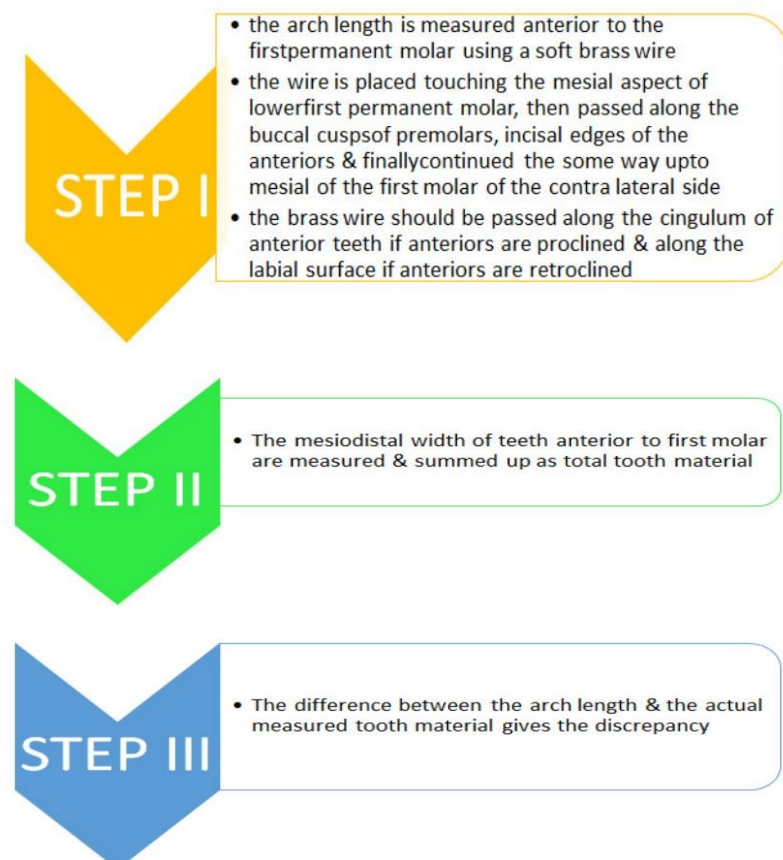 STEP I
• the arch length is measured anterior to the
firstpermanent molar using a soft brass wire
• the wire is placed touching the mesial aspect of
lowerfirst permanent molar, then passed along the
buccal cuspsof premolars, incisal edges of the
anteriors & finallycontinued the some way upto
mesial of the first molar of the contra lateral side
• the brass wire should be passed along the cingulum of
anterior teeth if anteriors are proclined & along the
labial surface if anteriors are retroclined
STEP II
• The mesiodistal width of teeth anterior to first molar
are measured & summed up as total tooth material
STEP III
• The difference between the arch length & the actual
measured tooth material gives the discrepancy